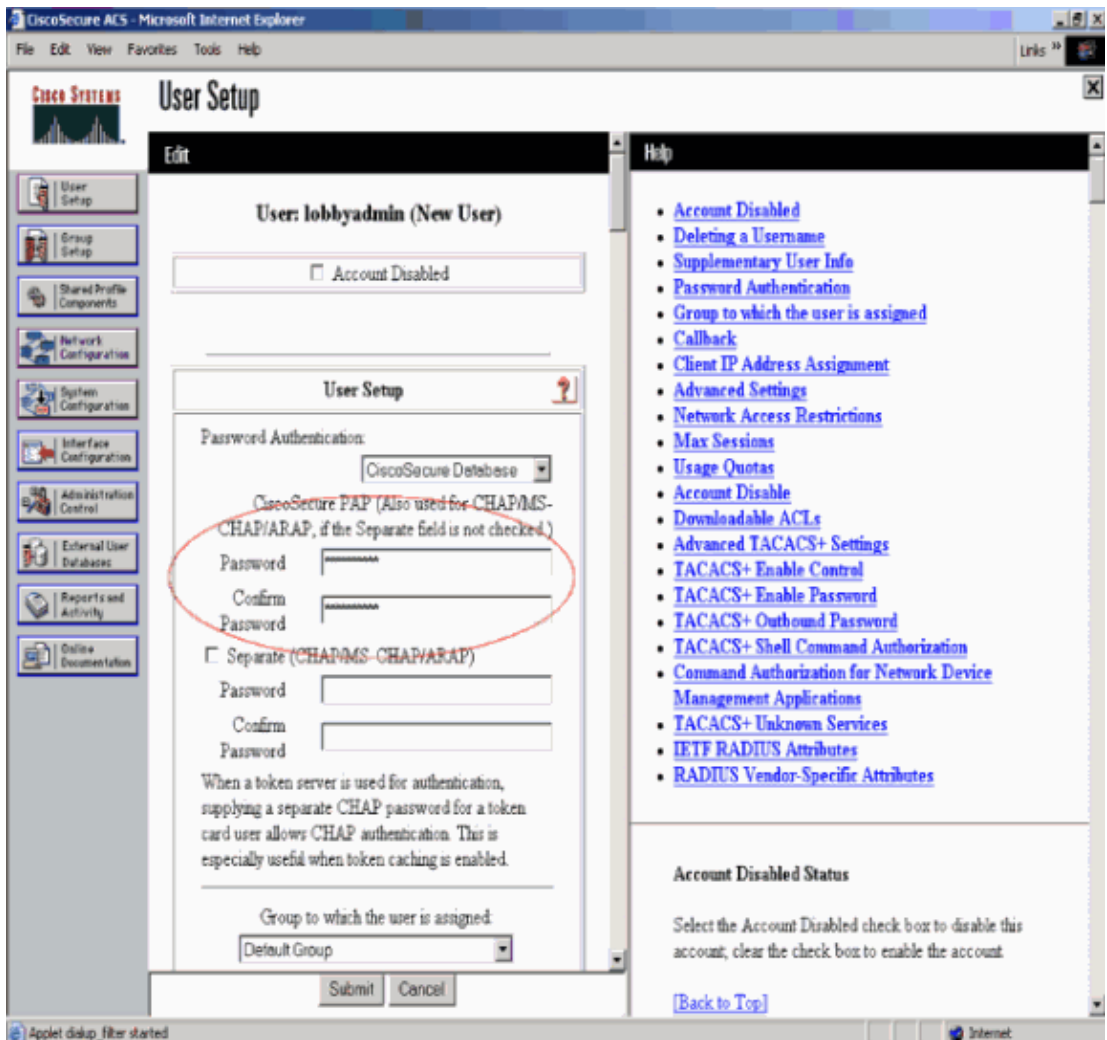 CiscoSecure ACS - Microsoft Internet Explorer
File Edit View Favorites Tools Help
Links »
CISCO SYSTEMS
User Setup
User Setup
Group Setup
Shared Profile Components
Network Configuration
System Configuration
Interface Configuration
Administration Control
External User Databases
Reports and Activity
Online Documentation
Edit
User: lobbyadmin (New User)
Account Disabled
User Setup
Password Authentication:
CiscoSecure Database
CiscoSecure PAP (Also used for CHAP/MS-
CHAP/ARAP, if the Separate field is not checked.)
Password
Confirm
Password
Separate (CHAP/MS-CHAP/ARAP)
Password
Confirm
Password
When a token server is used for authentication,
supplying a separate CHAP password for a token
card user allows CHAP authentication. This is
especially useful when token caching is enabled.
Group to which the user is assigned:
Default Group
Submit Cancel
Help
Account Disabled
Deleting a Username
Supplementary User Info
Password Authentication
Group to which the user is assigned
Callback
Client IP Address Assignment
Advanced Settings
Network Access Restrictions
Max Sessions
Usage Quotas
Account Disable
Downloadable ACLs
Advanced TACACS+ Settings
TACACS+ Enable Control
TACACS+ Enable Password
TACACS+ Outbound Password
TACACS+ Shell Command Authorization
Command Authorization for Network Device
Management Applications
TACACS+ Unknown Services
IETF RADIUS Attributes
RADIUS Vendor-Specific Attributes
Account Disabled Status
Select the Account Disabled check box to disable this
account; clear the check box to enable the account.
[Back to Top]
Applet dialup_filter started
Internet